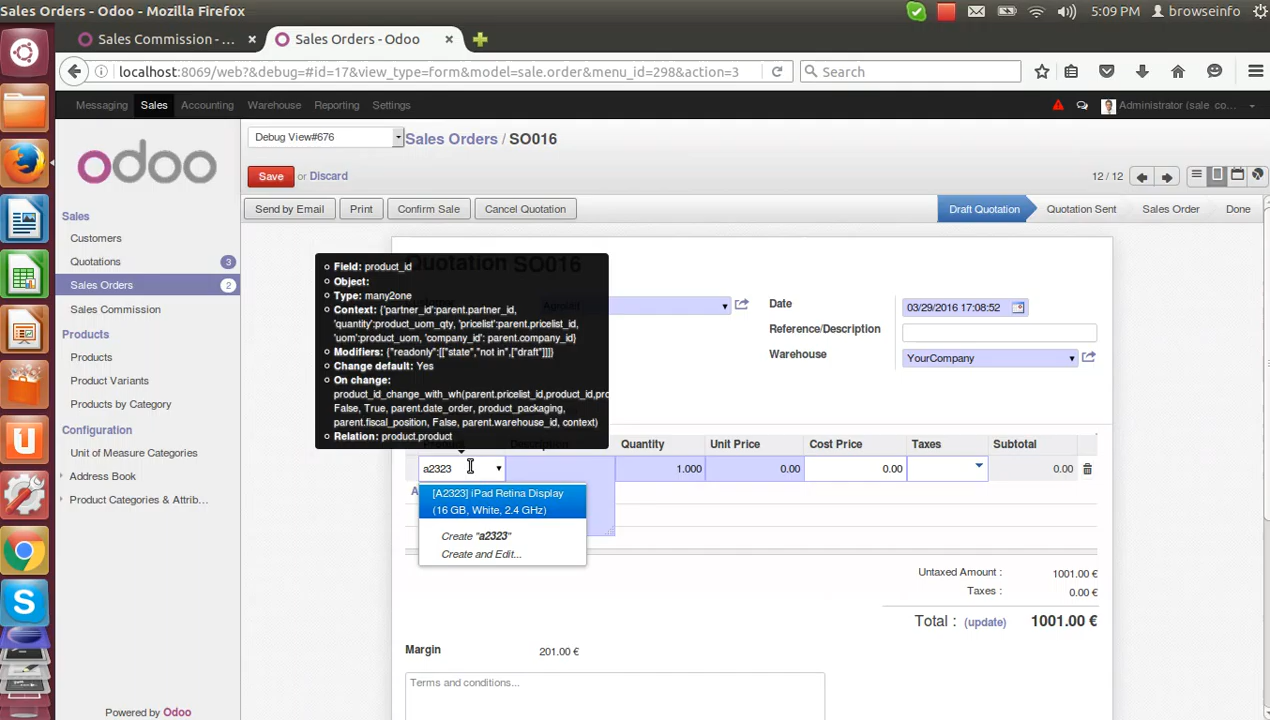 Sales Orders - Odoo - Mozilla Firefox
5:09 PM
browseinfo
Sales Commission - ...
Sales Orders - Odoo
localhost:8069/web?&debug=#id=17&view_type=form&model=sale.order&menu_id=298&action=3
Search
Messaging Sales Accounting Warehouse Reporting Settings
Administrator (sale_co...
odoo
Debug View#676
Sales Orders / SO016
Save or Discard
12 / 12
Send by Email
Print
Confirm Sale
Cancel Quotation
Draft Quotation
Quotation Sent
Sales Order
Done
Sales
Customers
Quotations 3
Sales Orders 2
Sales Commission
Products
Products
Product Variants
Products by Category
Configuration
Unit of Measure Categories
Address Book
Product Categories & Attrib...
Powered by Odoo
Quotation SO016
Field: product_id
Object:
Type: many2one
Context: {'partner_id':parent.partner_id,
'quantity':product_uom_qty, 'pricelist':parent.pricelist_id,
'uom':product_uom, 'company_id': parent.company_id}
Modifiers: {"readonly":[["state","not in",["draft"]]]}
Change default: Yes
On change:
product_id_change_with_wh(parent.pricelist_id,product_id,pro
False, True, parent.date_order, product_packaging,
parent.fiscal_position, False, parent.warehouse_id, context)
Relation: product.product
Agrolait
Date 03/29/2016 17:08:52
Reference/Description
Warehouse YourCompany
Description Quantity Unit Price Cost Price Taxes Subtotal
a2323 1.000 0.00 0.00 0.00
[A2323] iPad Retina Display
(16 GB, White, 2.4 GHz)
Create "a2323"
Create and Edit...
Untaxed Amount : 1001.00 €
Taxes : 0.00 €
Total : (update) 1001.00 €
Margin 201.00 €
Terms and conditions...